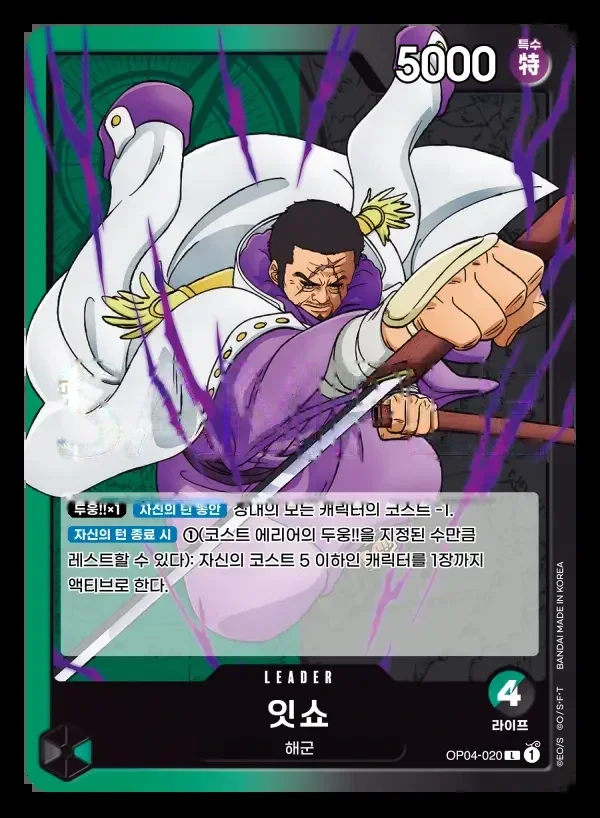 5000
특수
特
두웅!!×1 자신의 턴 동안 장내의 모든 캐릭터의 코스트 -1.
자신의 턴 종료 시 ①(코스트 에리어의 두웅!!을 지정된 수만큼
레스트할 수 있다): 자신의 코스트 5 이하인 캐릭터를 1장까지
액티브로 한다.
LEADER
4
라이프
잇쇼
해군
OP04-020 L 1
©E.O/S ©O/S·F·T BANDAI MADE IN KOREA